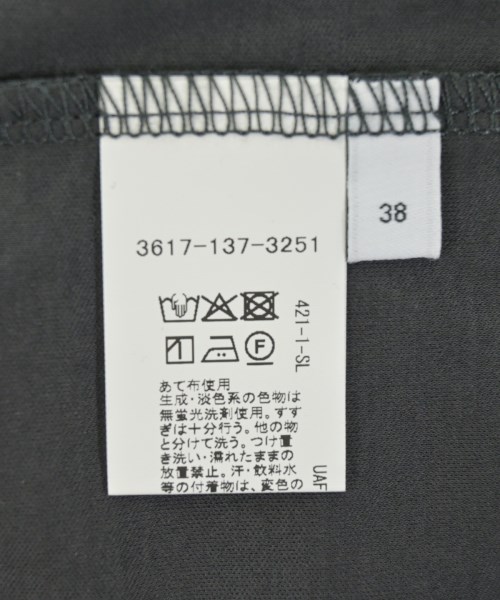 38
3617-137-3251
421-1-SL
F
あて布使用
生成・淡色系の色物は
無蛍光洗剤使用。すす
ぎは十分行う。他の物
と分けて洗う。つけ置
き洗い・濡れたままの
放置禁止。汗・飲料水
等の付着物は、変色の
UAF